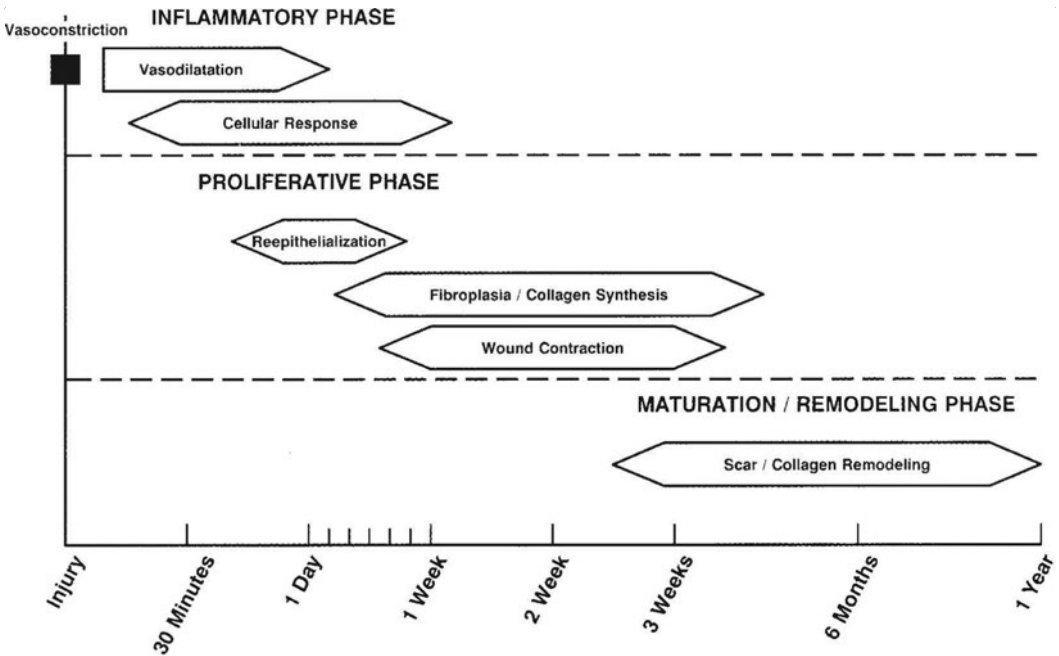 INFLAMMATORY PHASE
Vasoconstriction
Vasodilatation
Cellular Response
PROLIFERATIVE PHASE
Reepithelialization
Fibroplasia / Collagen Synthesis
Wound Contraction
MATURATION / REMODELING PHASE
Scar / Collagen Remodeling
Injury
30 Minutes
1 Day
1 Week
2 Week
3 Weeks
6 Months
1 Year